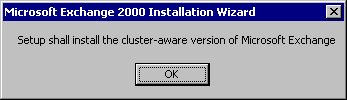 Microsoft Exchange 2000 Installation Wizard
Setup shall install the cluster-aware version of Microsoft Exchange
OK